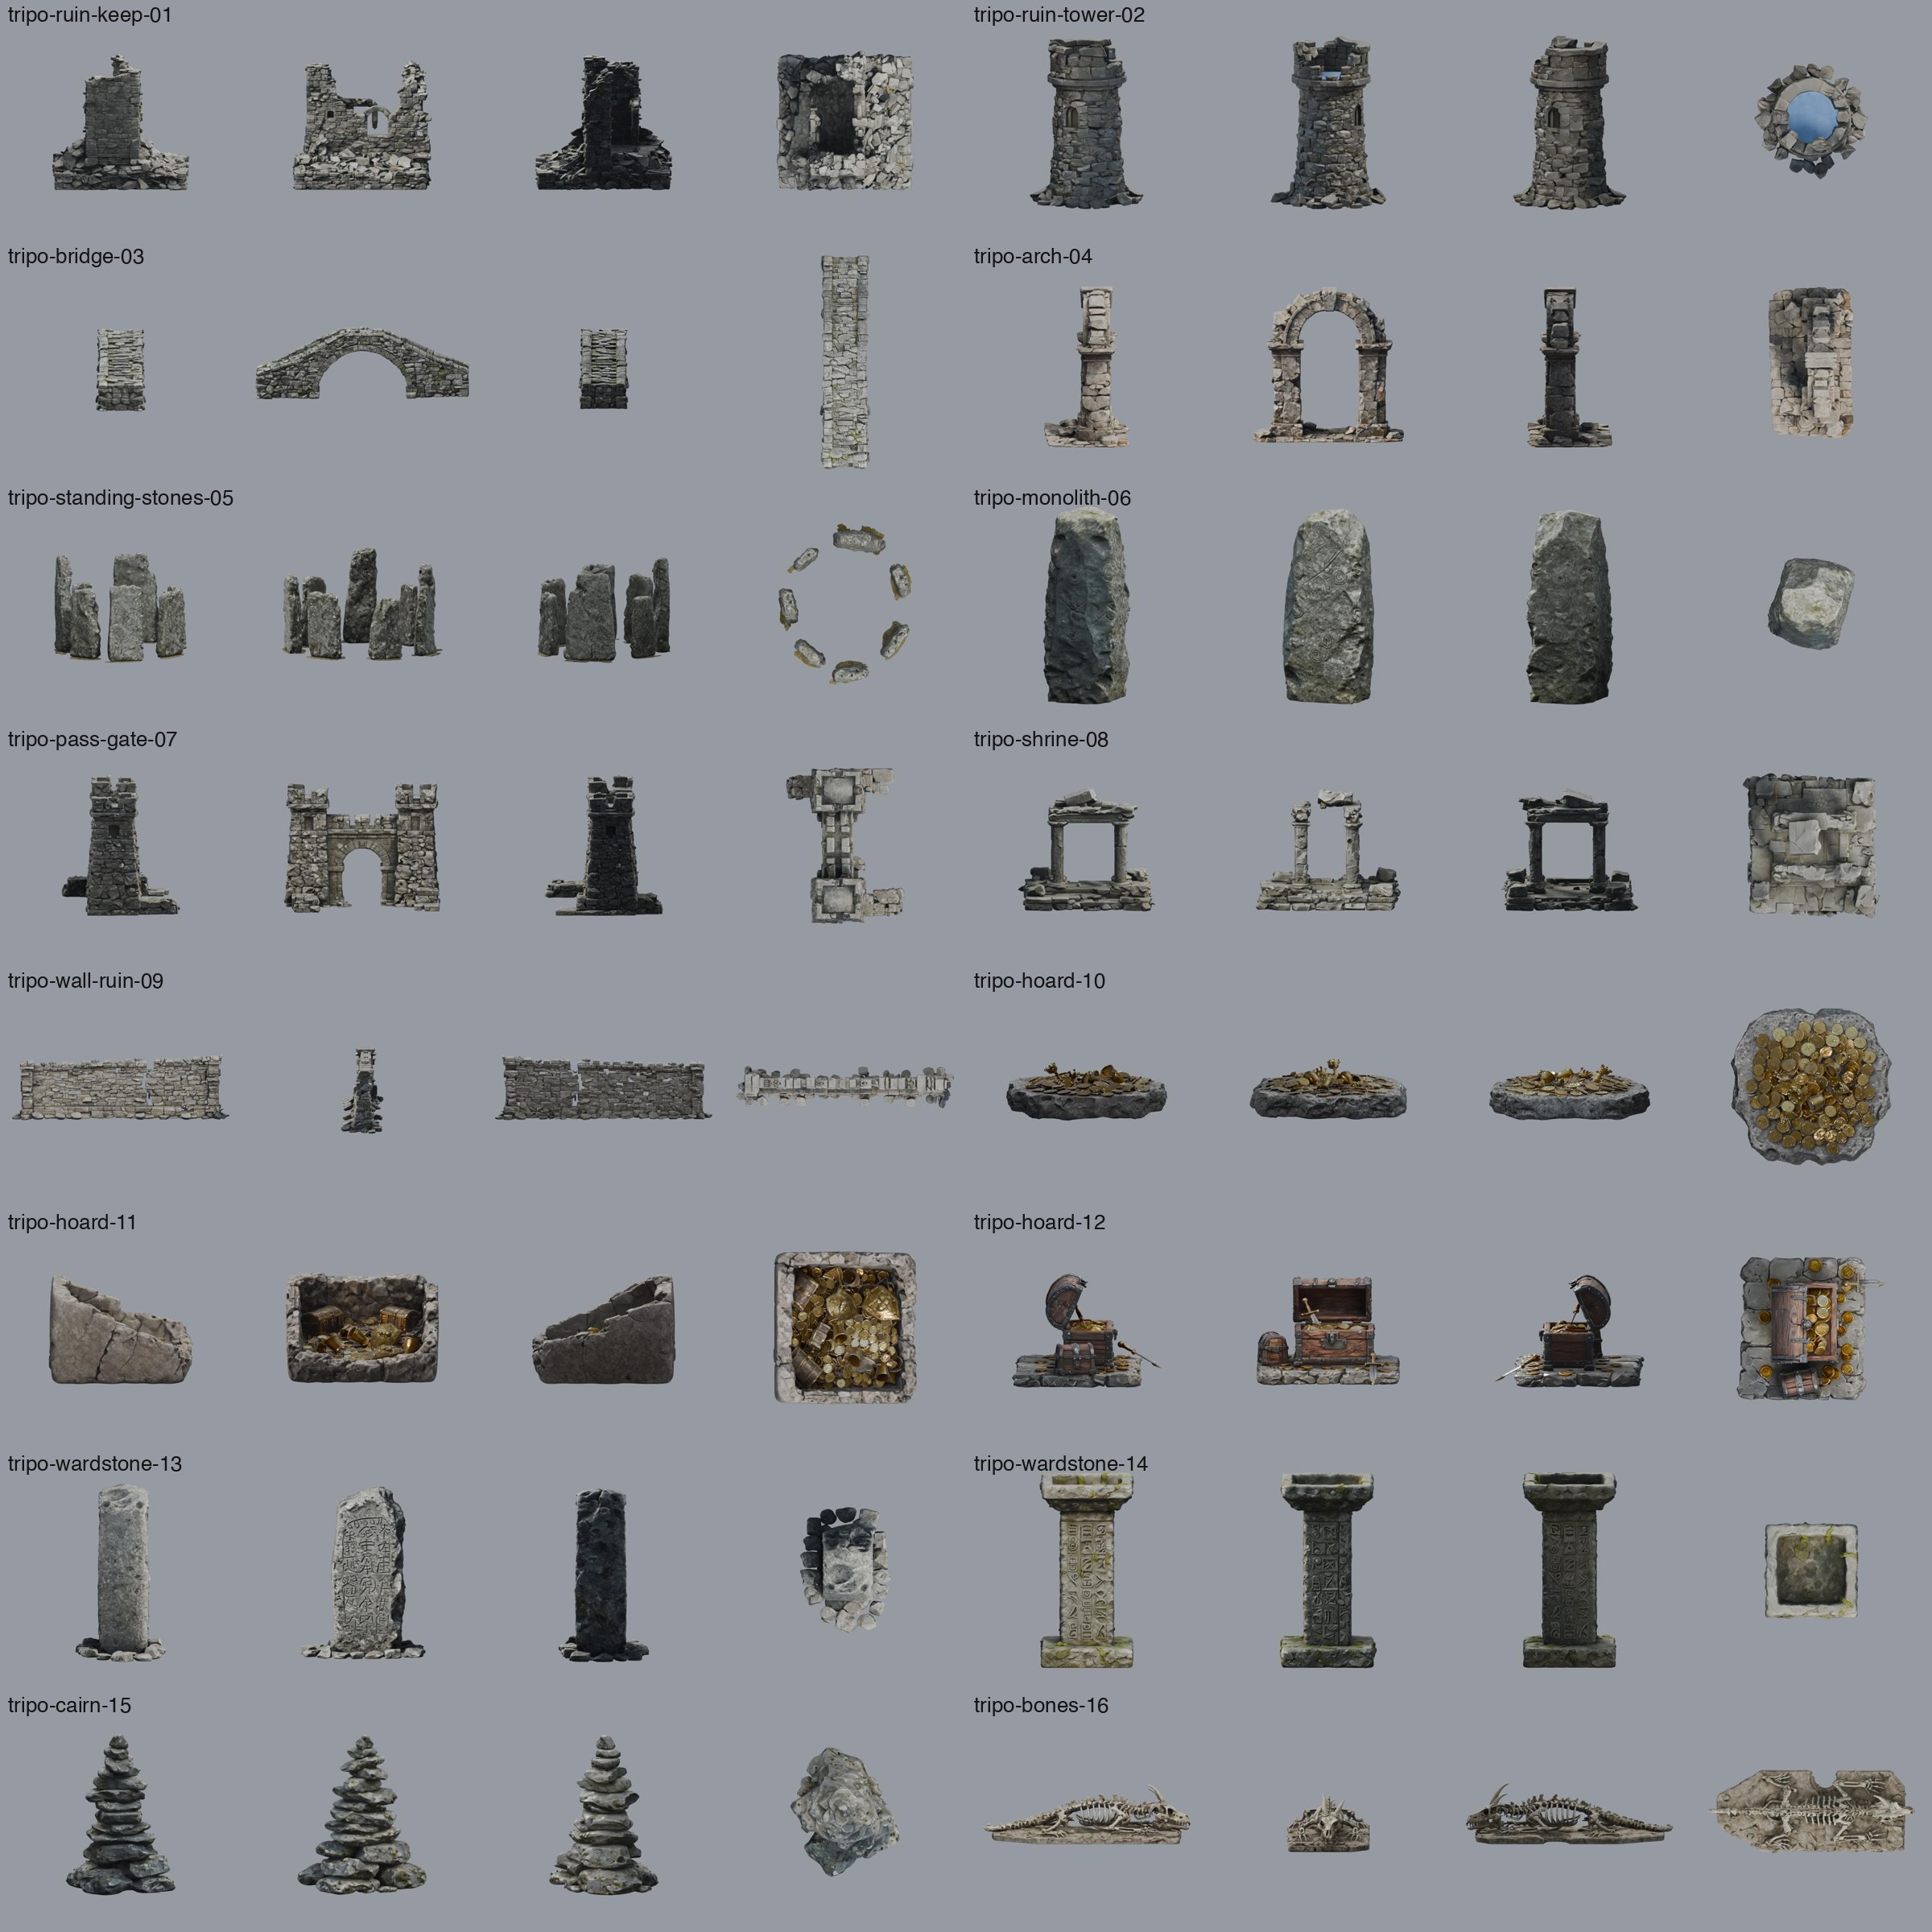 tripo-ruin-keep-01
tripo-ruin-tower-02
tripo-bridge-03
tripo-arch-04
tripo-standing-stones-05
tripo-monolith-06
tripo-pass-gate-07
tripo-shrine-08
tripo-wall-ruin-09
tripo-hoard-10
tripo-hoard-11
tripo-hoard-12
tripo-wardstone-13
tripo-wardstone-14
tripo-cairn-15
tripo-bones-16